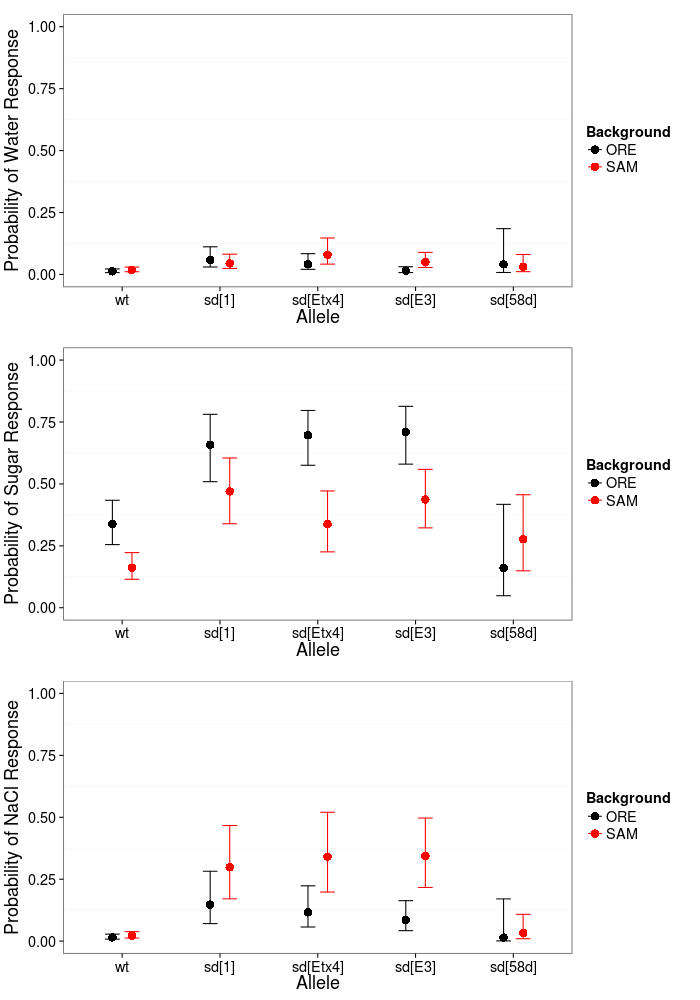 Probability of Water Response
1.00
0.75
0.50
0.25
0.00
wt sd[1] sd[Etx4] sd[E3] sd[58d]
Allele
Background
ORE
SAM
Probability of Sugar Response
1.00
0.75
0.50
0.25
0.00
wt sd[1] sd[Etx4] sd[E3] sd[58d]
Allele
Background
ORE
SAM
Probability of NaCl Response
1.00
0.75
0.50
0.25
0.00
wt sd[1] sd[Etx4] sd[E3] sd[58d]
Allele
Background
ORE
SAM